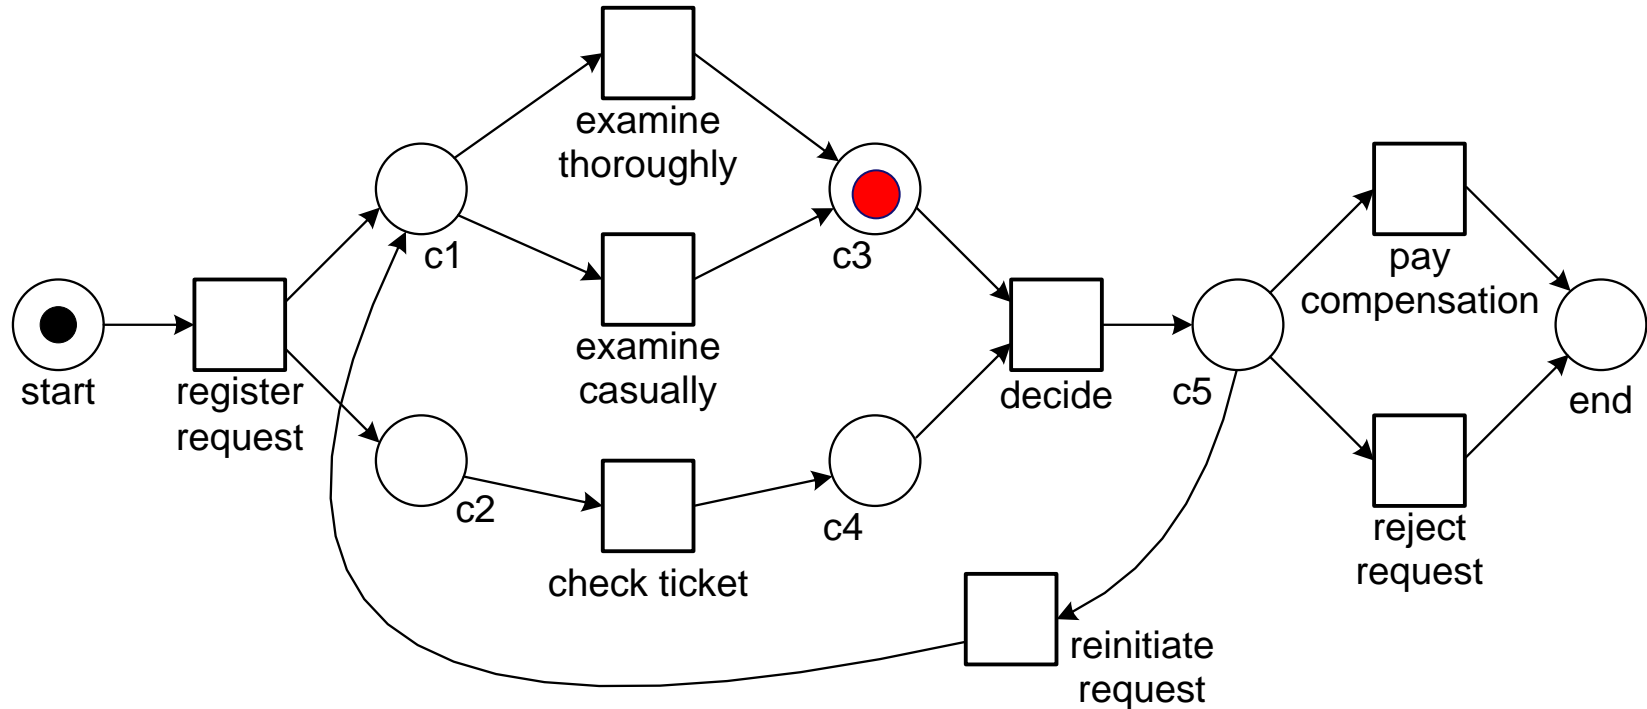 examine
thoroughly
c1
c3
pay
compensation
start
register
request
examine
casually
decide
c5
end
c2
c4
reject
request
check ticket
reinitiate
request